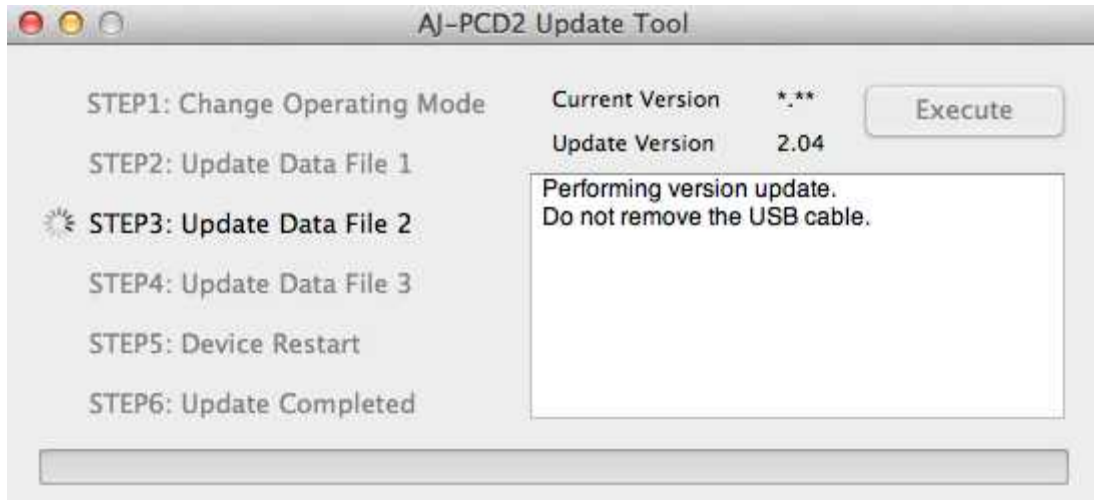 AJ-PCD2 Update Tool
STEP1: Change Operating Mode
STEP2: Update Data File 1
STEP3: Update Data File 2
STEP4: Update Data File 3
STEP5: Device Restart
STEP6: Update Completed
Current Version *.**
Update Version 2.04
Execute
Performing version update.
Do not remove the USB cable.